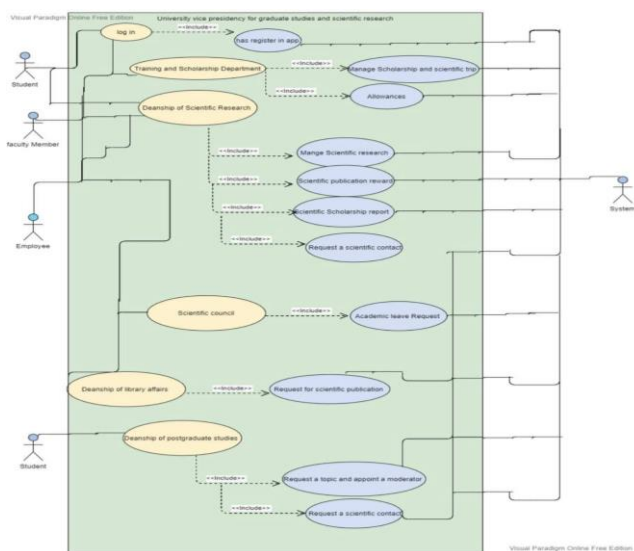 Visual Paradigm Online Free Edition
University vice presidency for graduate studies and scientific research
log in
<<Include>>
has register in app
Student
Training and Scholarship Department
<<Include>>
Manage Scholarship and scientific trip
<<Include>>
Allowances
Deanship of Scientific Research
faculty Member
<<Include>>
Mange Scientific research
<<Include>>
Scientific publication reward
System
<<Include>>
Scientific Scholarship report
Employee
<<Include>>
Request a scientific contact
Scientific council
<<Include>>
Academic leave Request
Deanship of library affairs
<<Include>>
Request for scientific publication
Deanship of postgraduate studies
Student
<<Include>>
Request a topic and appoint a moderator
<<Include>>
Request a scientific contact
Visual Paradigm Online Free Edition